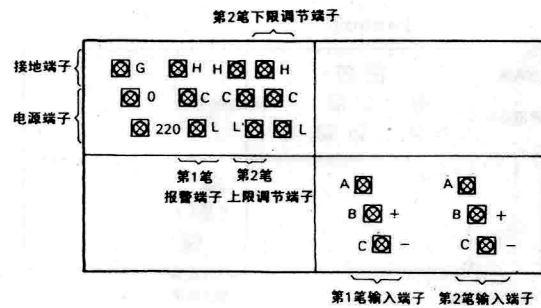 第2笔下限调节端子
接地端子
G H H H
电源端子
0 C C C
220 L L' L
第1笔
报警端子
第2笔
上限调节端子
A A
B + B +
C - C -
第1笔输入端子 第2笔输入端子